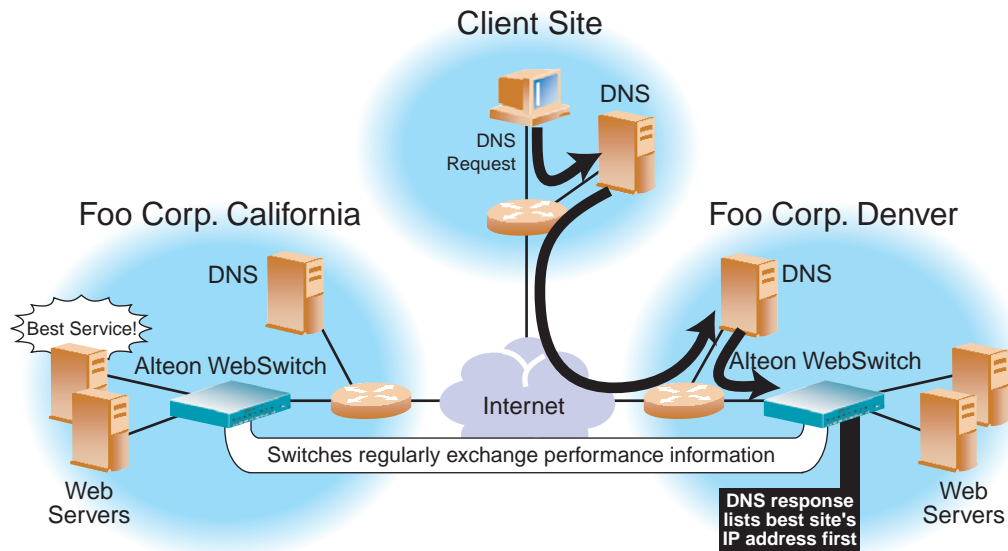 Client Site
DNS
DNS
Request
Foo Corp. California
Foo Corp. Denver
DNS
DNS
Best Service!
Alteon WebSwitch
Alteon WebSwitch
Internet
Switches regularly exchange performance information
Web
Servers
DNS response
lists best site's
IP address first
Web
Servers